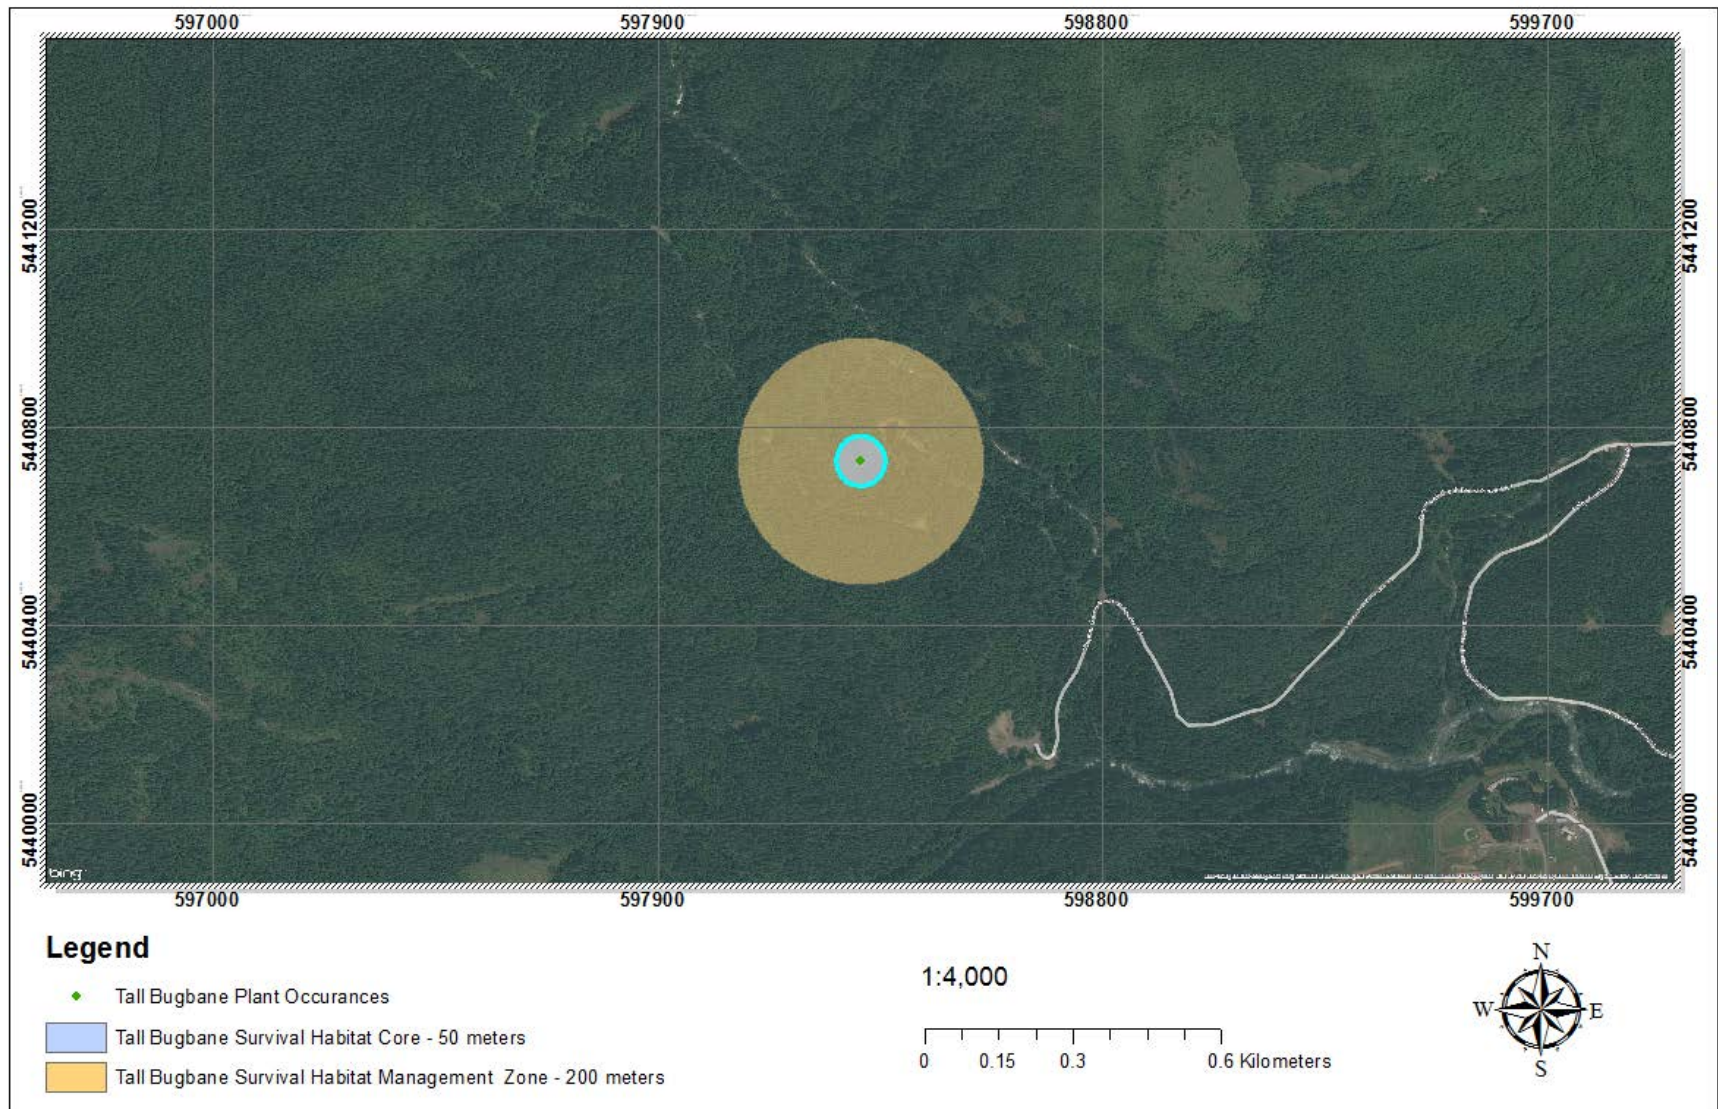 597000 597900 598800 599700
5441200 5441200
5440800 5440800
5440400 5440400
5440000 5440000
bing
597000 597900 598800 599700
Legend
Tall Bugbane Plant Occurances
Tall Bugbane Survival Habitat Core - 50 meters
Tall Bugbane Survival Habitat Management Zone - 200 meters
1:4,000
0 0.15 0.3 0.6 Kilometers
N
W E
S